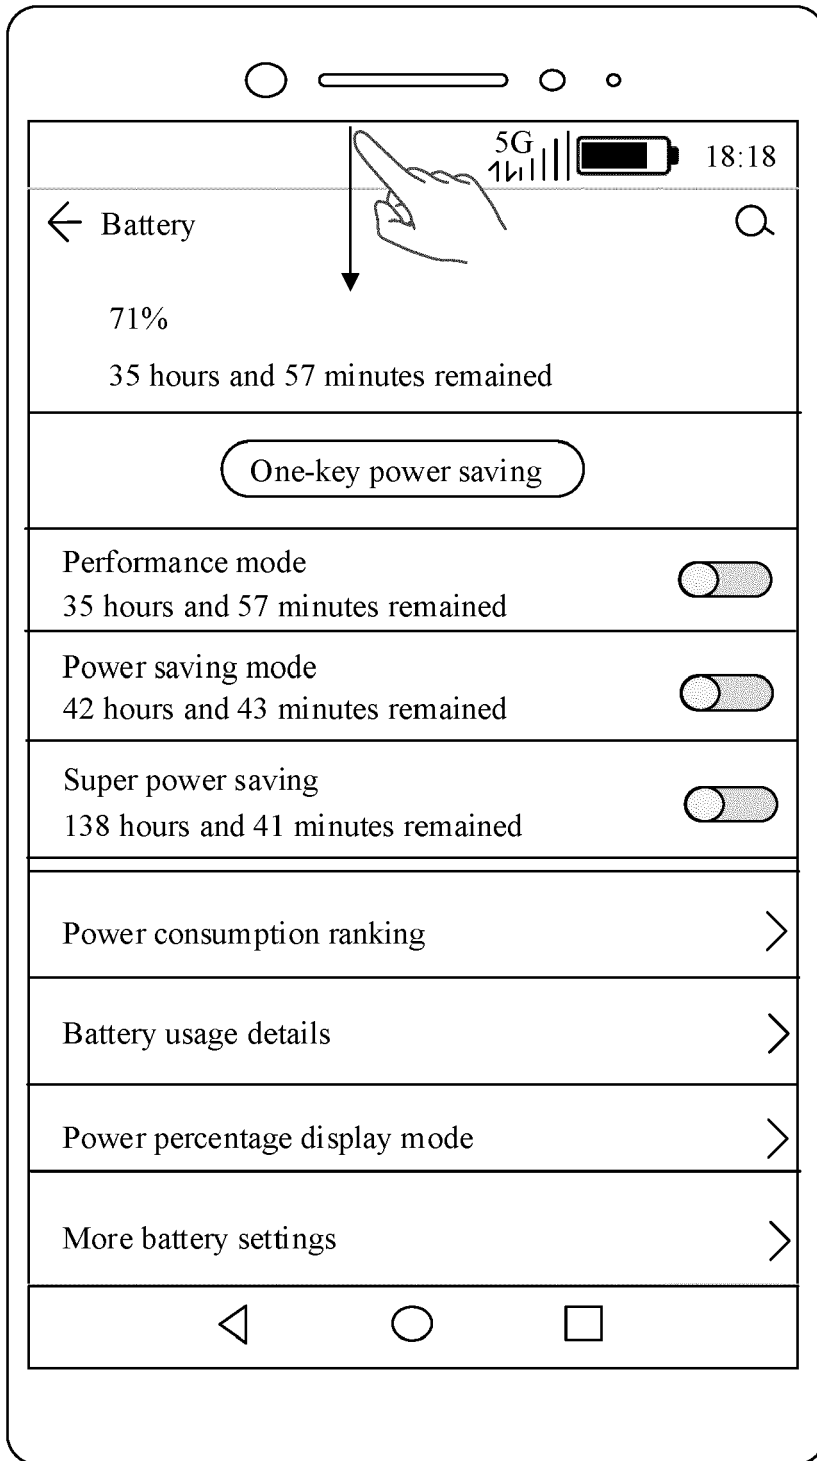 5G
18:18
Battery
71%
35 hours and 57 minutes remained
One-key power saving
Performance mode
35 hours and 57 minutes remained
Power saving mode
42 hours and 43 minutes remained
Super power saving
138 hours and 41 minutes remained
Power consumption ranking
Battery usage details
Power percentage display mode
More battery settings